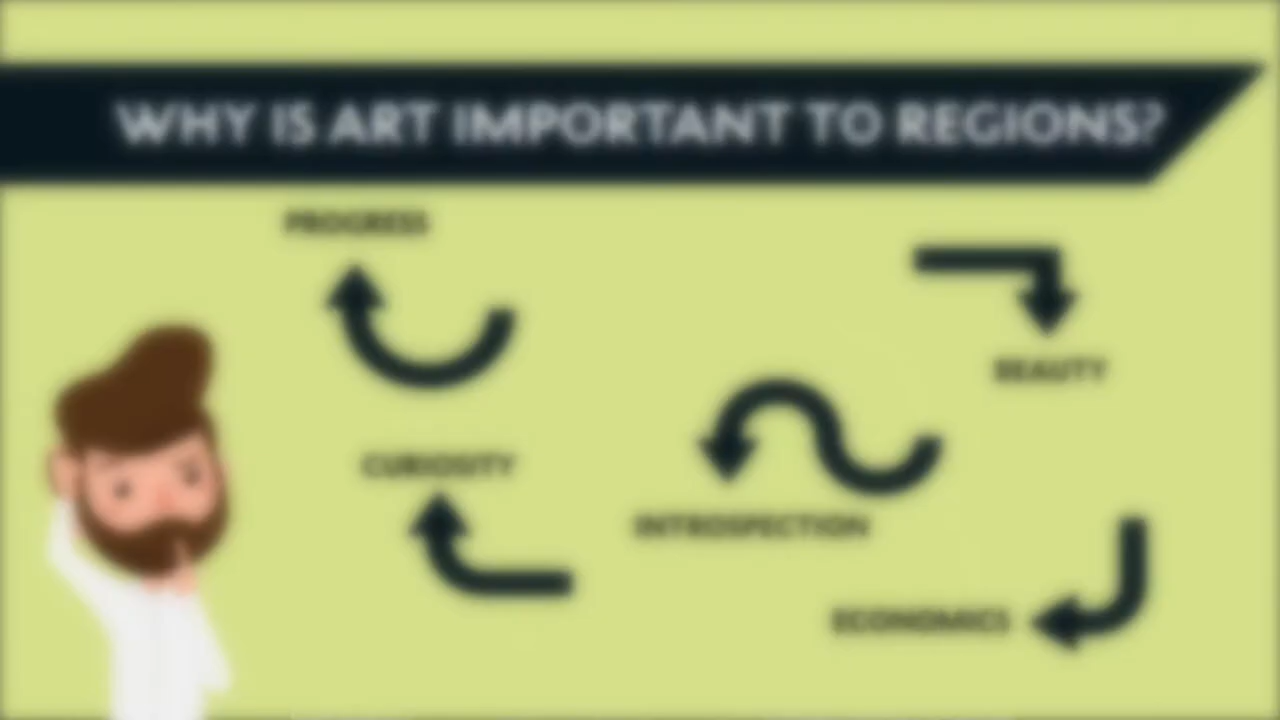 WHY IS ART IMPORTANT TO REGIONS?
PROGRESS
BEAUTY
CURIOSITY
INTROSPECTION
ECONOMICS